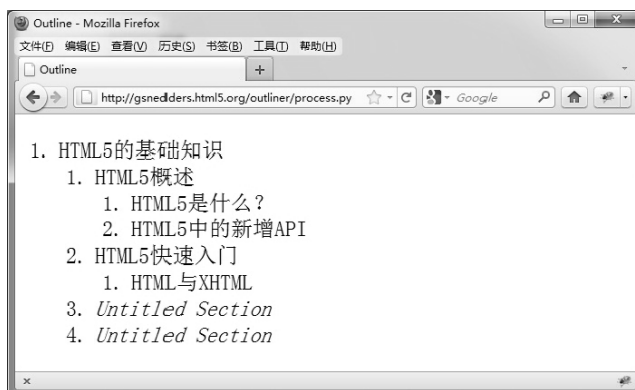 Outline - Mozilla Firefox
文件(F) 编辑(E) 查看(V) 历史(S) 书签(B) 工具(T) 帮助(H)
Outline
http://gsnedders.html5.org/outliner/process.py Google
1. HTML5的基础知识
1. HTML5概述
1. HTML5是什么?
2. HTML5中的新增API
2. HTML5快速入门
1. HTML与XHTML
3. Untitled Section
4. Untitled Section